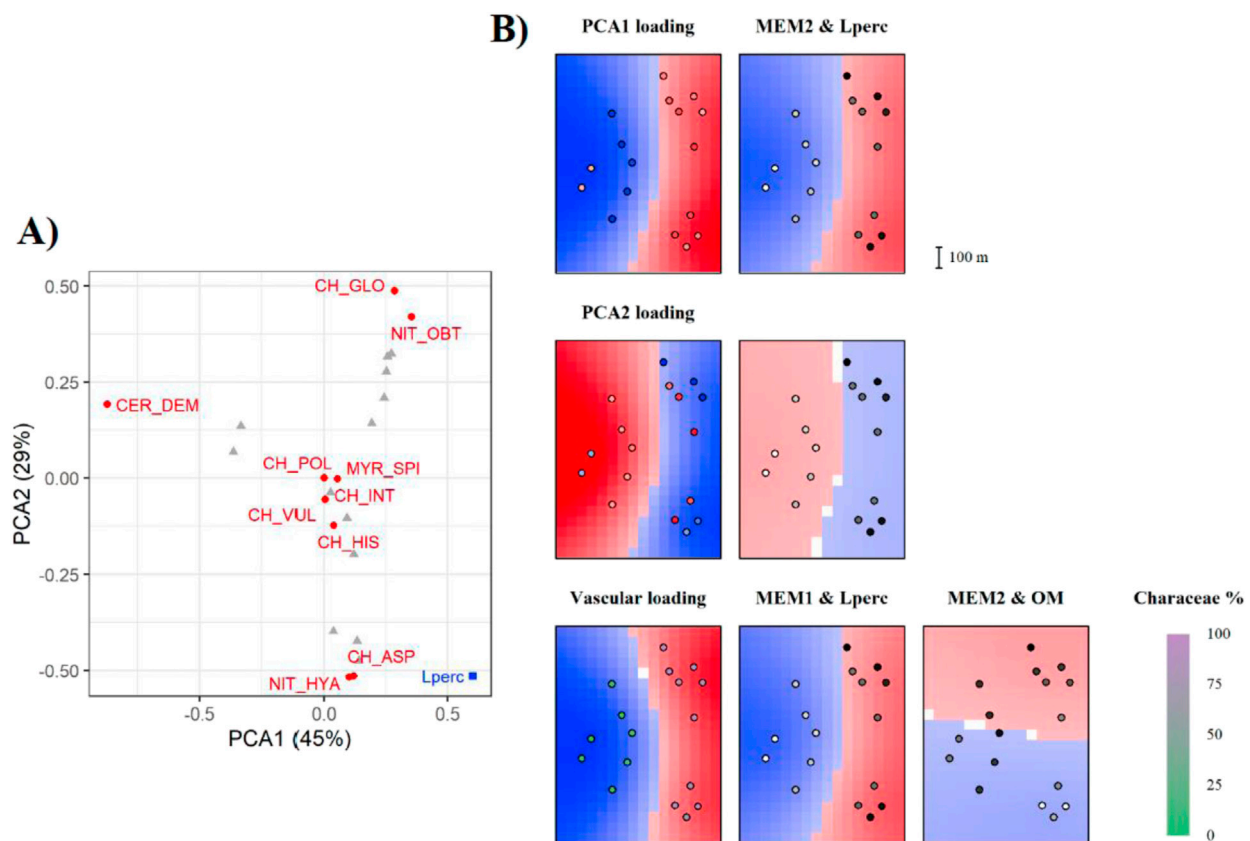 A)
0.50
0.25
0.00
-0.25
-0.50
PCA2 (29%)
CH_GLO
NIT_OBT
CER_DEM
CH_POL
MYR_SPI
CH_INT
CH_VUL
CH_HIS
CH_ASP
NIT_HYA
Lperc
-0.5
0.0
0.5
PCA1 (45%)
B)
PCA1 loading
MEM2 & Lperc
100 m
PCA2 loading
Vascular loading
MEM1 & Lperc
MEM2 & OM
Characeae %
100
75
50
25
0